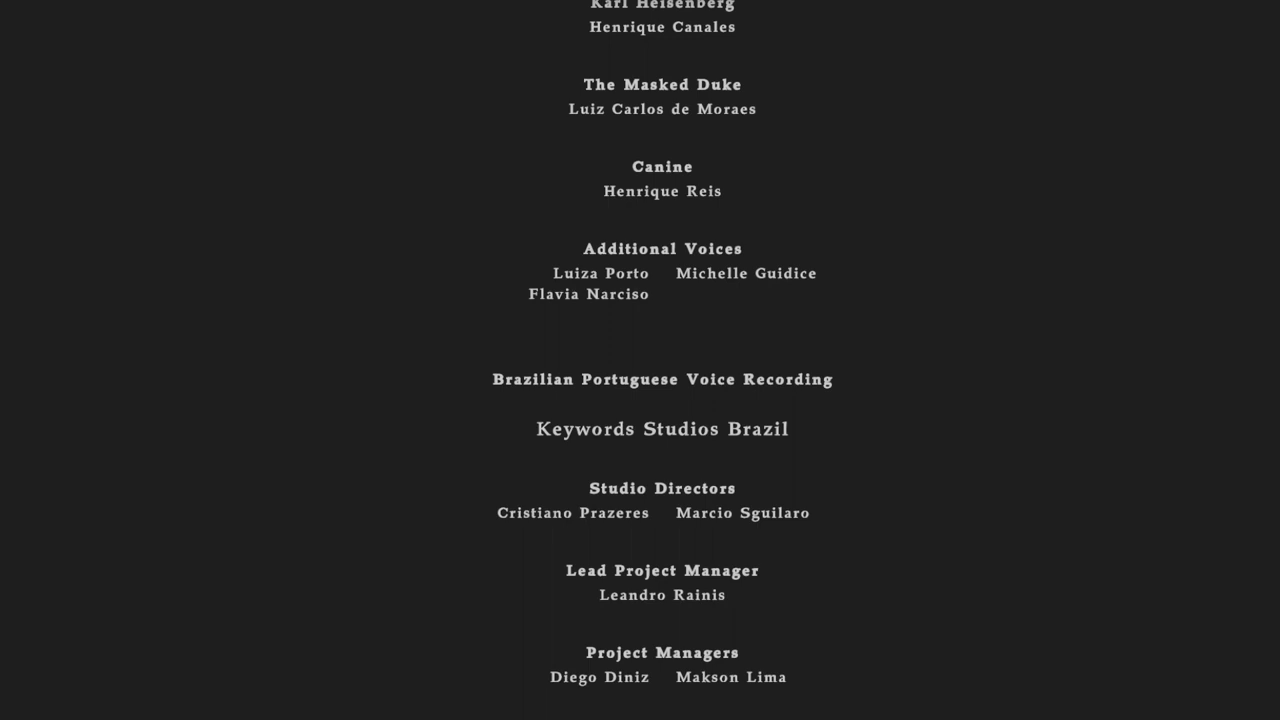 Karl Heisenberg
Henrique Canales
The Masked Duke
Luiz Carlos de Moraes
Canine
Henrique Reis
Additional Voices
Luiza Porto Michelle Guidice
Flavia Narciso
Brazilian Portuguese Voice Recording
Keywords Studios Brazil
Studio Directors
Cristiano Prazeres Marcio Sguilaro
Lead Project Manager
Leandro Rainis
Project Managers
Diego Diniz Makson Lima